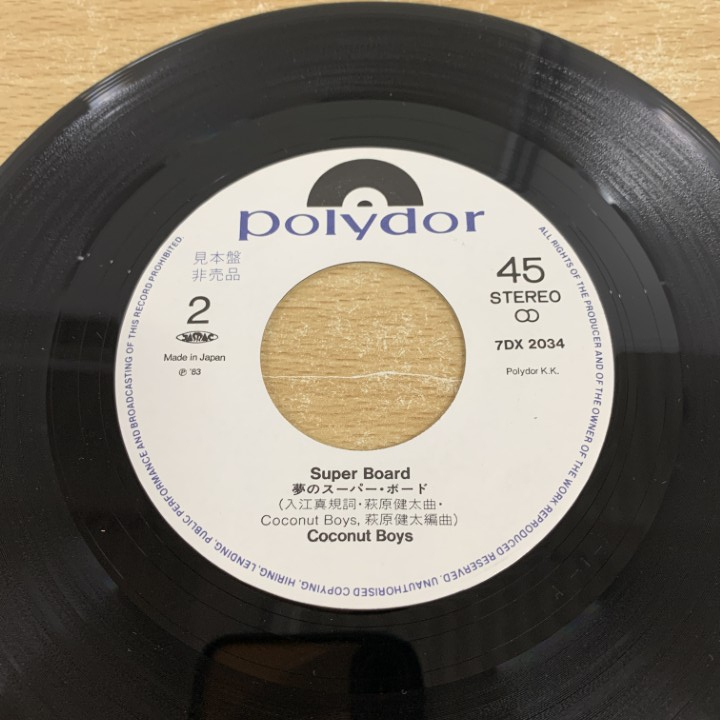 polydor
見本盤
非売品
2
JASRAC
Made in Japan
Ⓟ '83
45
STEREO
7DX 2034
Polydor K.K.
Super Board
夢のスーパー・ボード
(入江真規詞・萩原健太曲・
Coconut Boys, 萩原健太編曲)
Coconut Boys
ALL RIGHTS OF THE PRODUCER AND OF THE OWNER OF THE WORK REPRODUCED RESERVED. UNAUTHORISED COPYING, HIRING, LENDING, PUBLIC PERFORMANCE AND BROADCASTING OF THIS RECORD PROHIBITED.